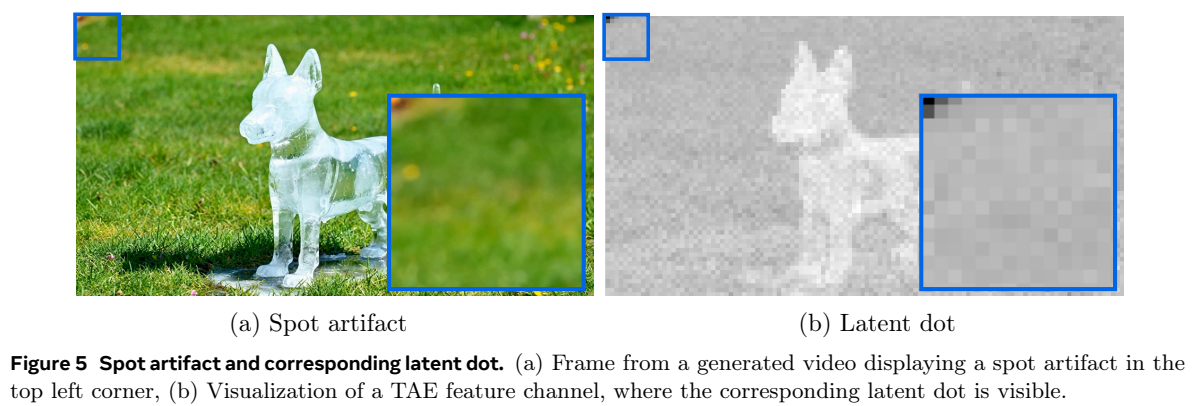 (a) Spot artifact
(b) Latent dot
Figure 5 Spot artifact and corresponding latent dot. (a) Frame from a generated video displaying a spot artifact in the
top left corner, (b) Visualization of a TAE feature channel, where the corresponding latent dot is visible.